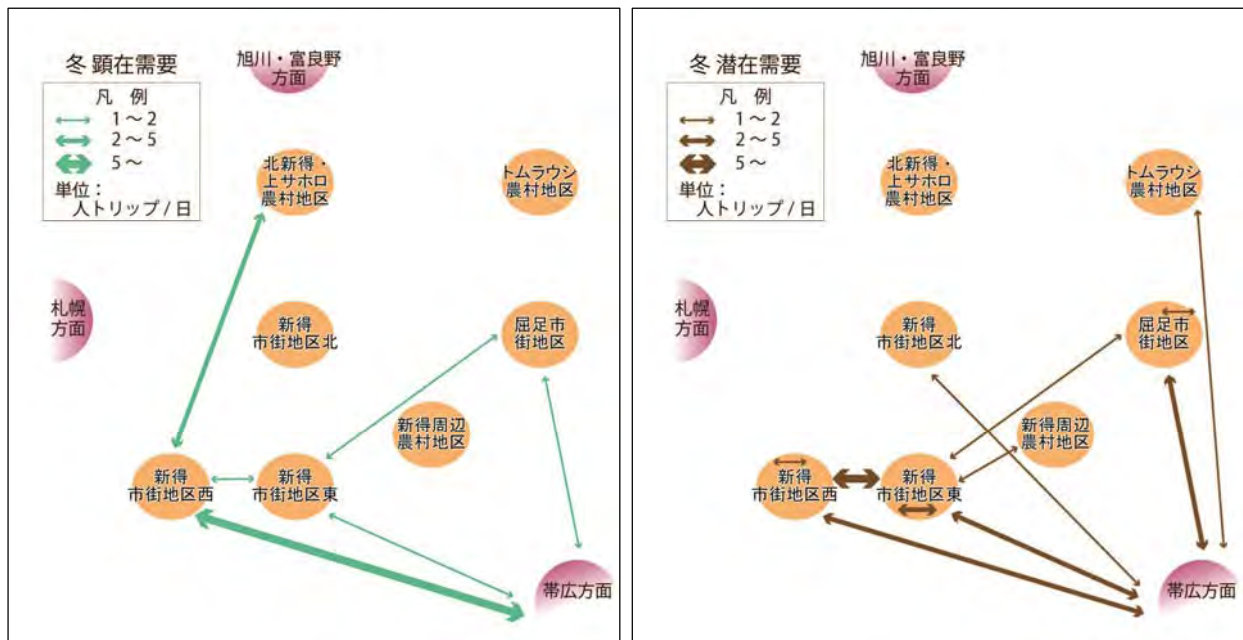 冬 顕在需要
凡 例
1～2
2～5
5～
単位：
人トリップ / 日
旭川・富良野
方面
北新得・
上サホロ
農村地区
トムラウシ
農村地区
札幌
方面
新得
市街地区北
屈足市
街地区
新得周辺
農村地区
新得
市街地区西
新得
市街地区東
帯広方面
冬 潜在需要
凡 例
1～2
2～5
5～
単位：
人トリップ / 日
旭川・富良野
方面
北新得・
上サホロ
農村地区
トムラウシ
農村地区
札幌
方面
新得
市街地区北
屈足市
街地区
新得周辺
農村地区
新得
市街地区西
新得
市街地区東
帯広方面